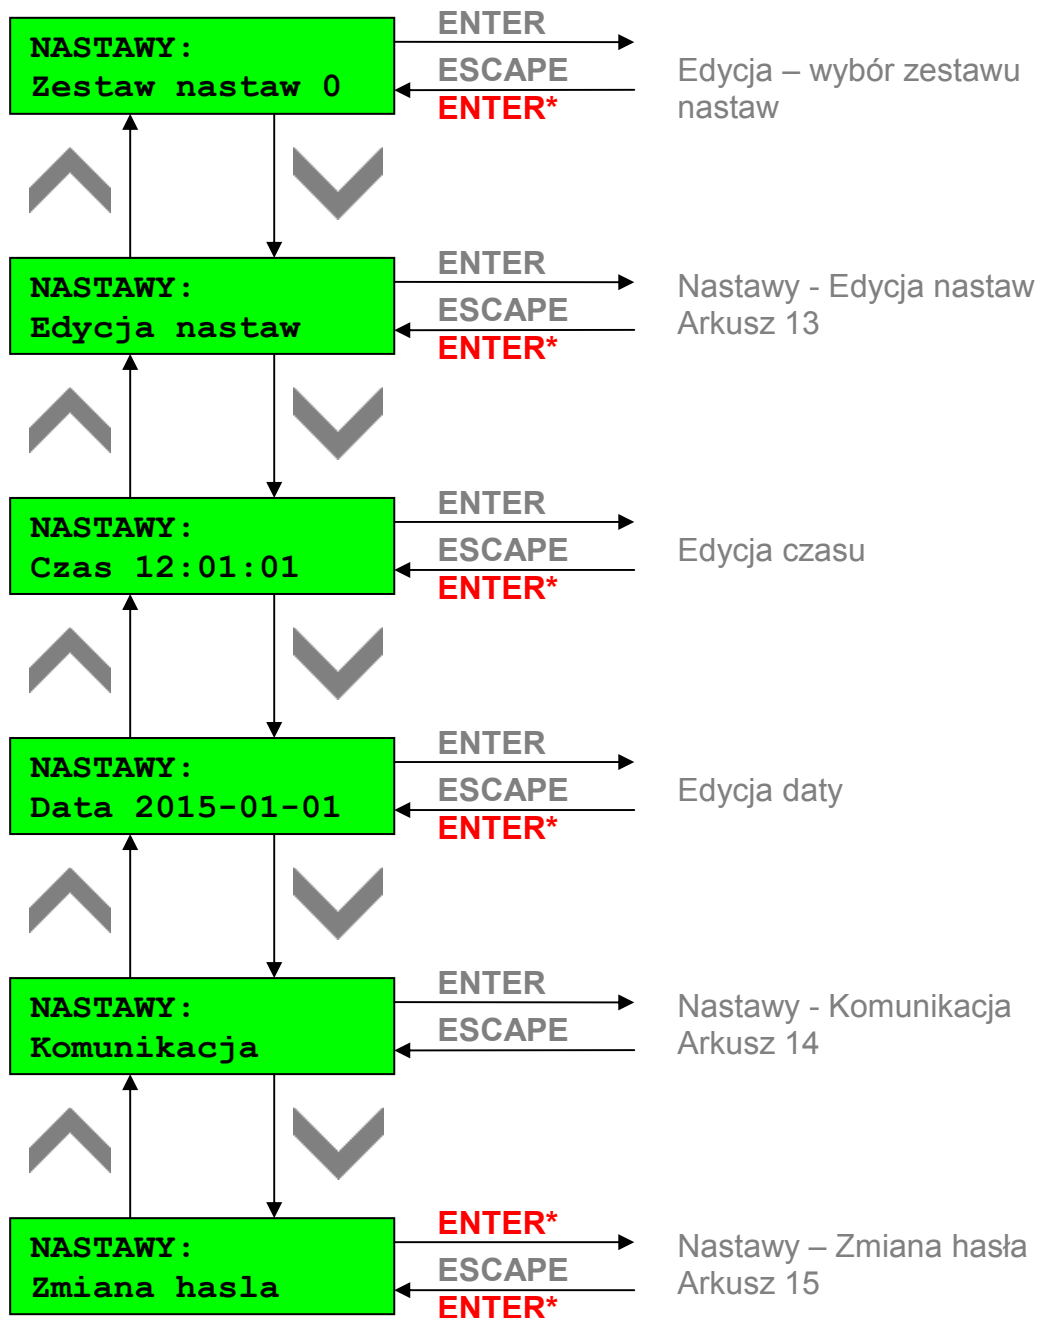 NASTAWY:
Zestaw nastaw 0
ENTER
ESCAPE
ENTER*
Edycja – wybór zestawu
nastaw
NASTAWY:
Edycja nastaw
ENTER
ESCAPE
ENTER*
Nastawy - Edycja nastaw
Arkusz 13
NASTAWY:
Czas 12:01:01
ENTER
ESCAPE
ENTER*
Edycja czasu
NASTAWY:
Data 2015-01-01
ENTER
ESCAPE
ENTER*
Edycja daty
NASTAWY:
Komunikacja
ENTER
ESCAPE
Nastawy - Komunikacja
Arkusz 14
NASTAWY:
Zmiana hasla
ENTER*
ESCAPE
ENTER*
Nastawy – Zmiana hasła
Arkusz 15